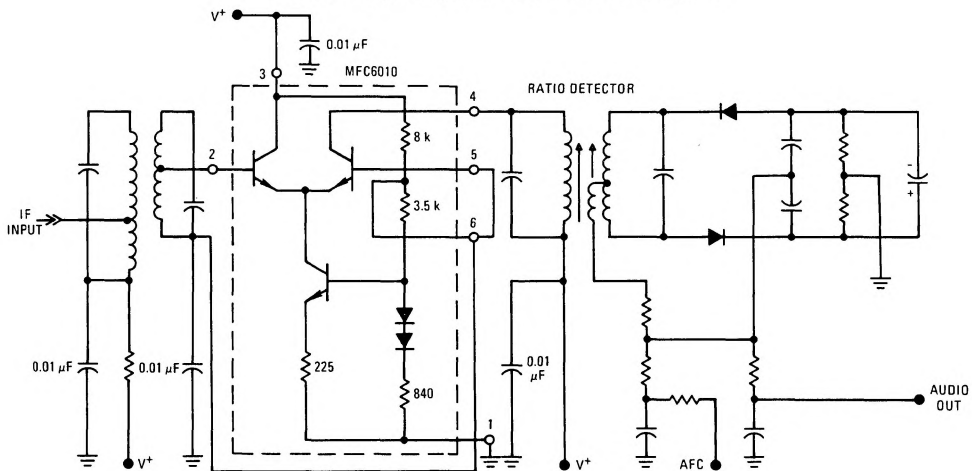 V+
0.01 µF
3
MFC6010
4
RATIO DETECTOR
8 k
2
5
3.5 k
-
+
IF
INPUT
6
0.01 µF
0.01 µF
225
840
0.01
µF
1
AUDIO
OUT
V+
V+
AFC